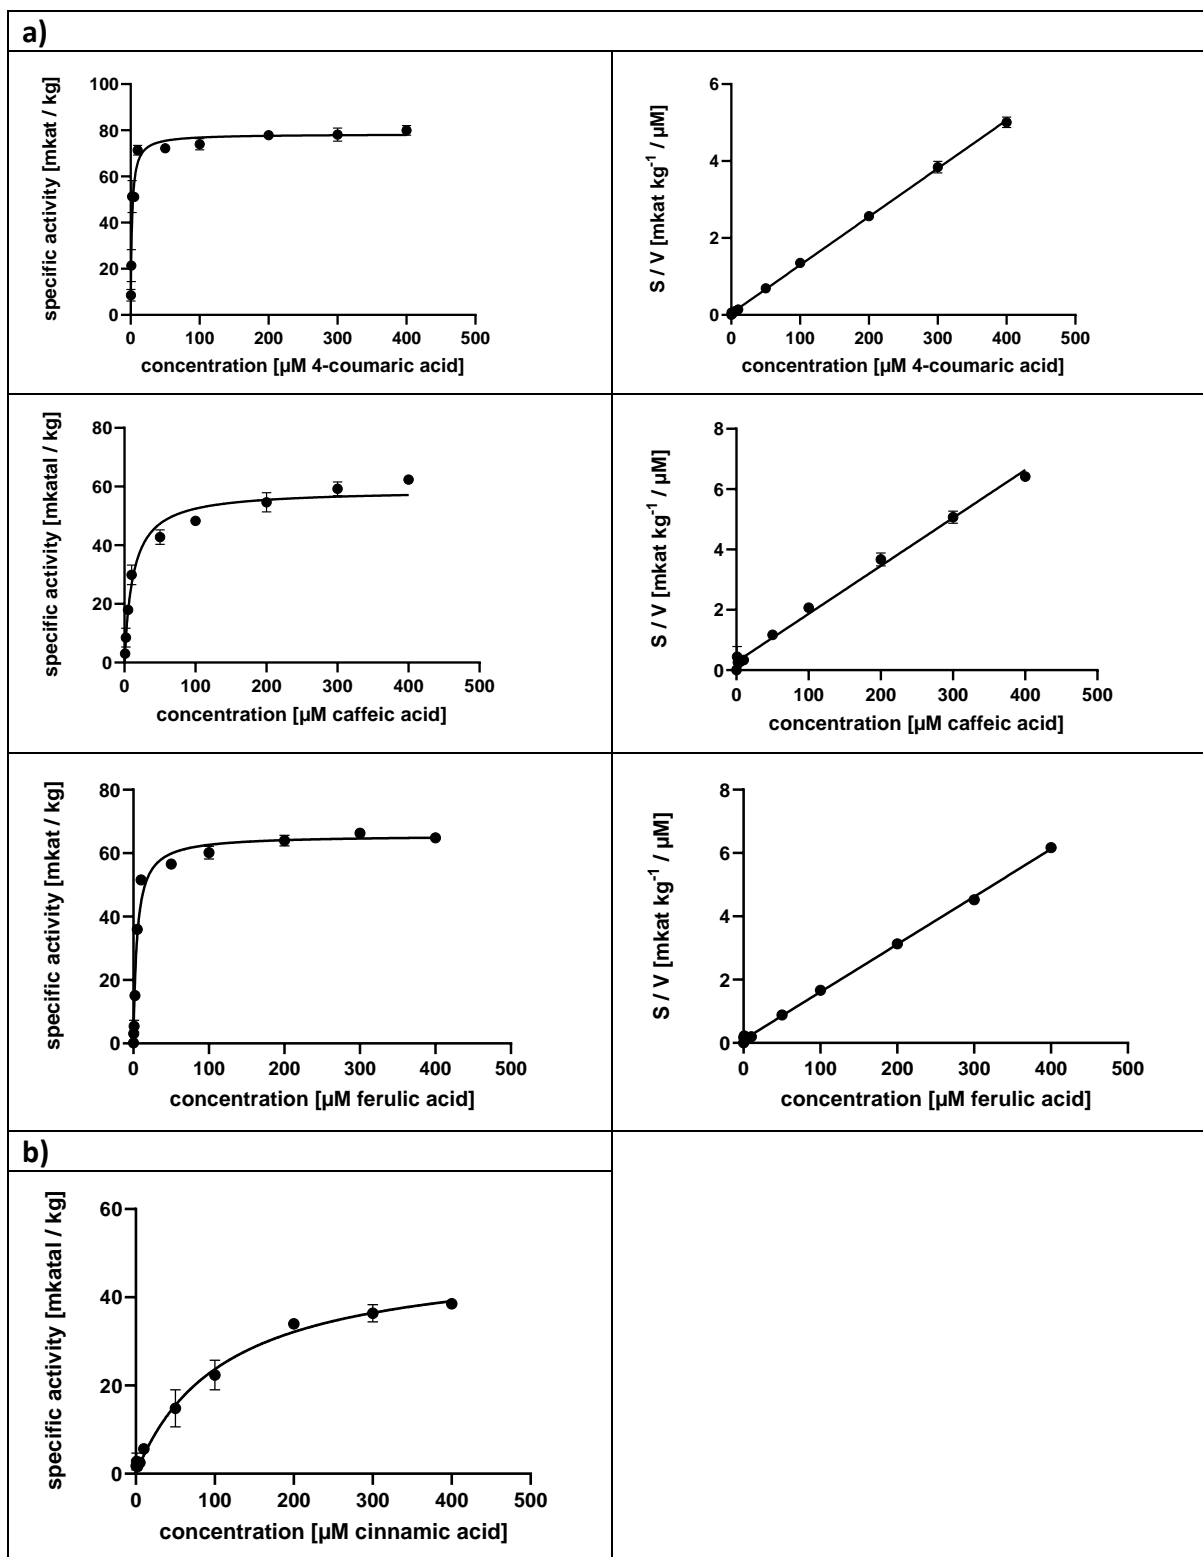 a)
specific activity [mkat / kg]
100
80
60
40
20
0
0 100 200 300 400 500
concentration [µM 4-coumaric acid]
S / V [mkat kg⁻¹ / µM]
6
4
2
0
0 100 200 300 400 500
concentration [µM 4-coumaric acid]
specific activity [mkatal / kg]
80
60
40
20
0
0 100 200 300 400 500
concentration [µM caffeic acid]
S / V [mkat kg⁻¹ / µM]
8
6
4
2
0
0 100 200 300 400 500
concentration [µM caffeic acid]
specific activity [mkat / kg]
80
60
40
20
0
0 100 200 300 400 500
concentration [µM ferulic acid]
S / V [mkat kg⁻¹ / µM]
8
6
4
2
0
0 100 200 300 400 500
concentration [µM ferulic acid]
b)
specific activity [mkatal / kg]
60
40
20
0
0 100 200 300 400 500
concentration [µM cinnamic acid]